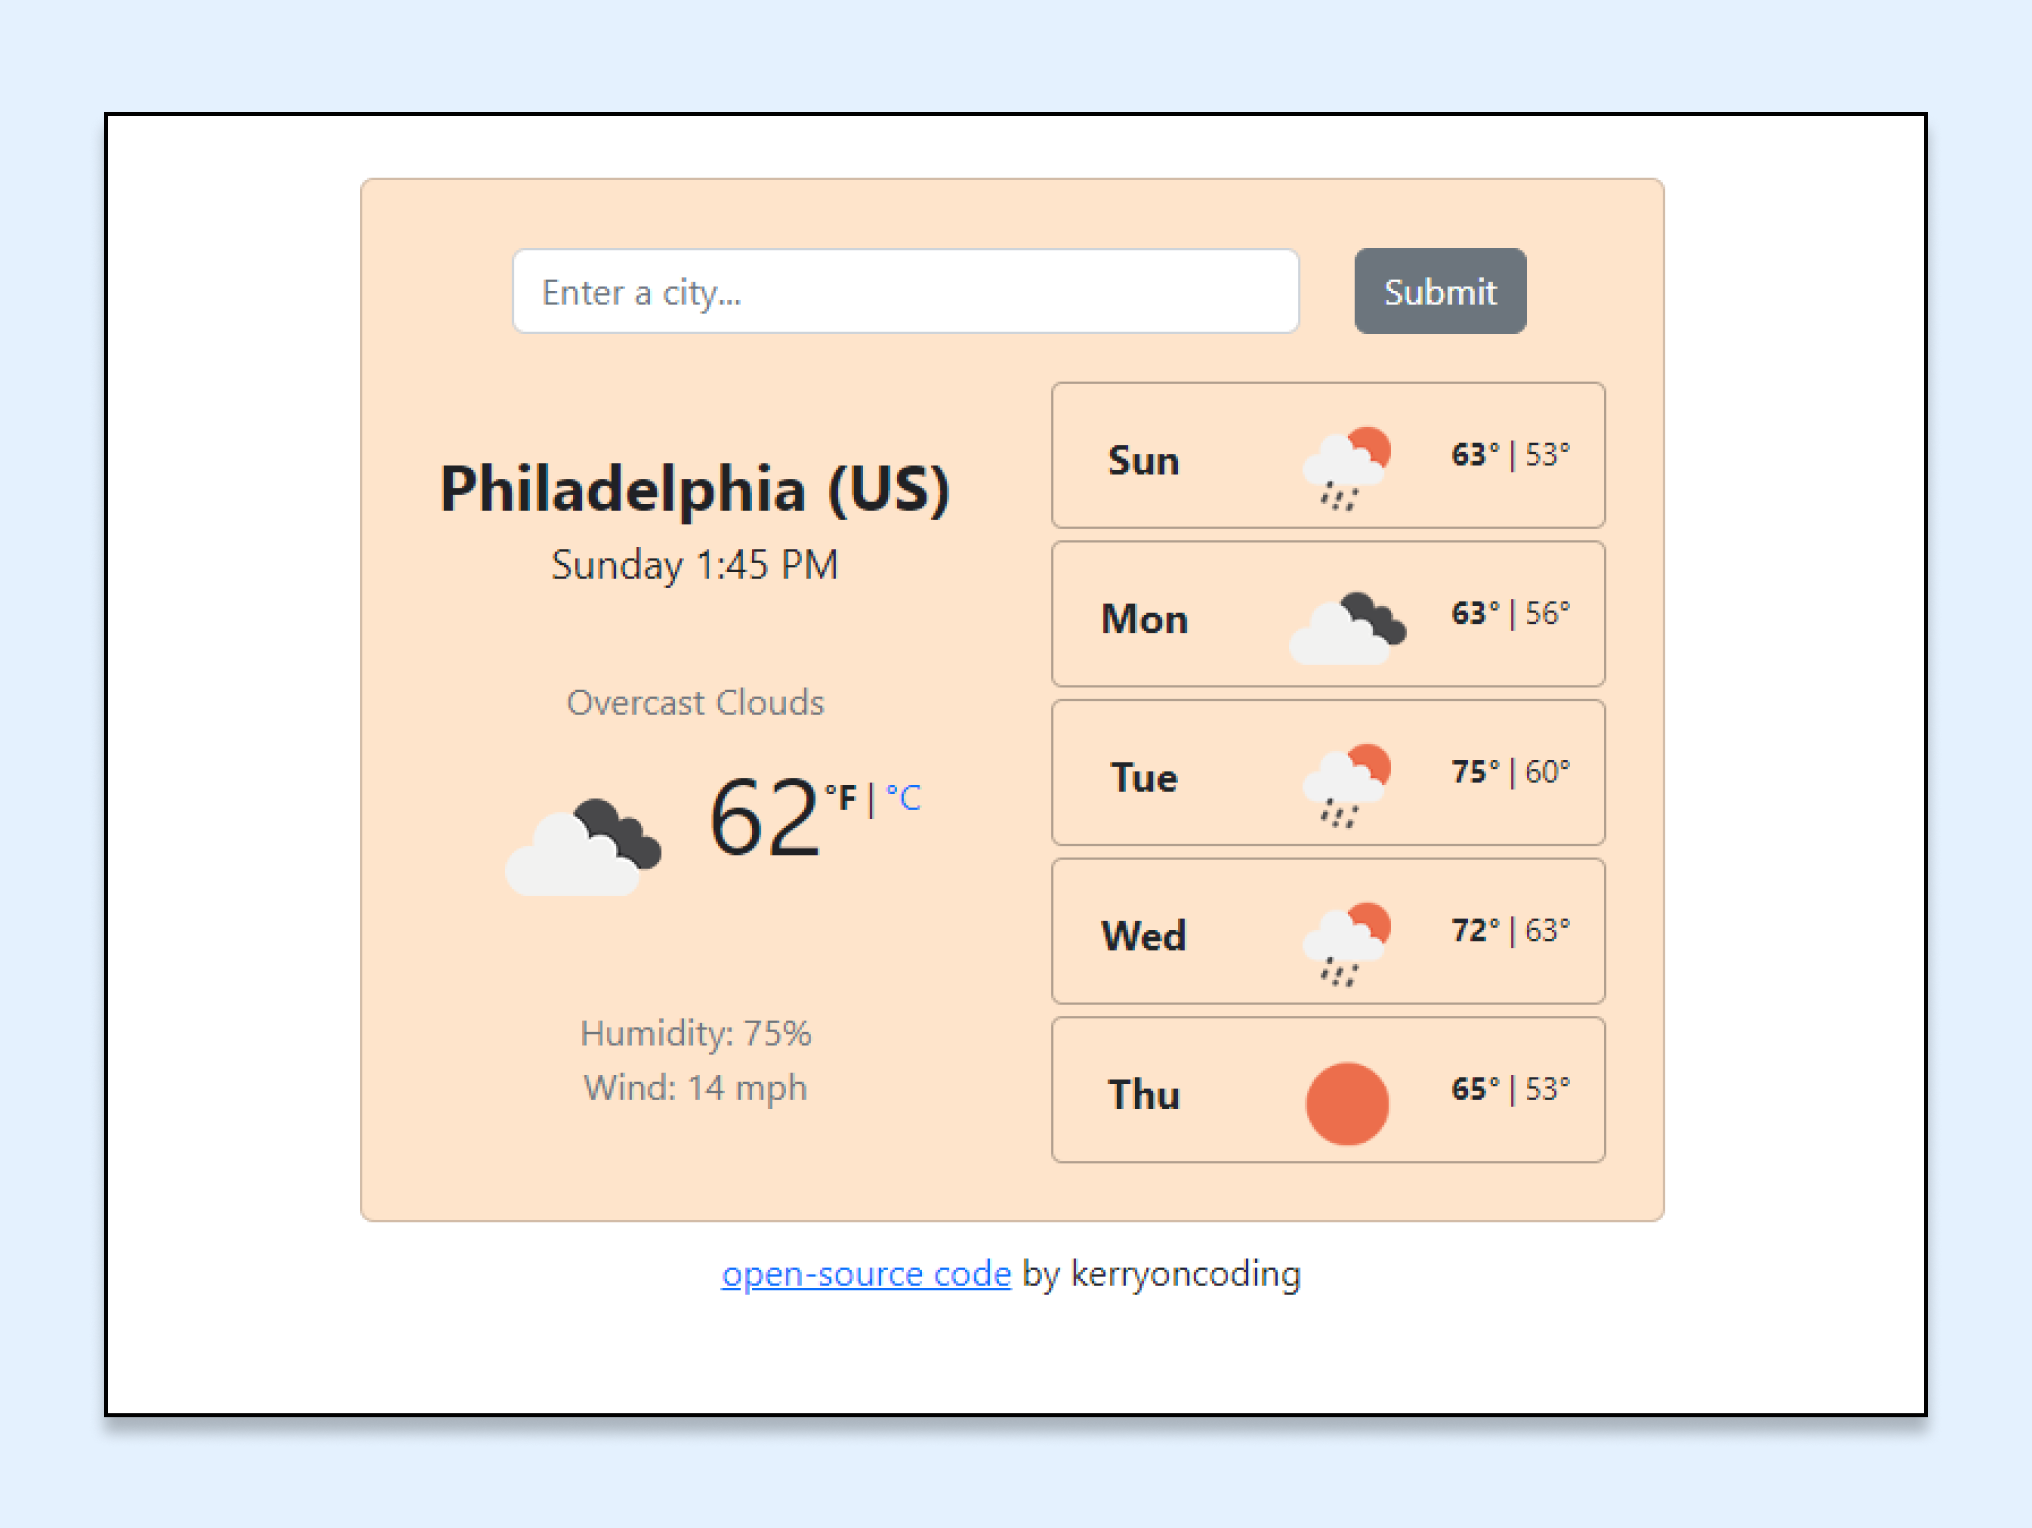 Enter a city...
Submit
Philadelphia (US)
Sunday 1:45 PM
Overcast Clouds
62 °F | °C
Humidity: 75%
Wind: 14 mph
Sun 63° | 53°
Mon 63° | 56°
Tue 75° | 60°
Wed 72° | 63°
Thu 65° | 53°
open-source code by kerryoncoding